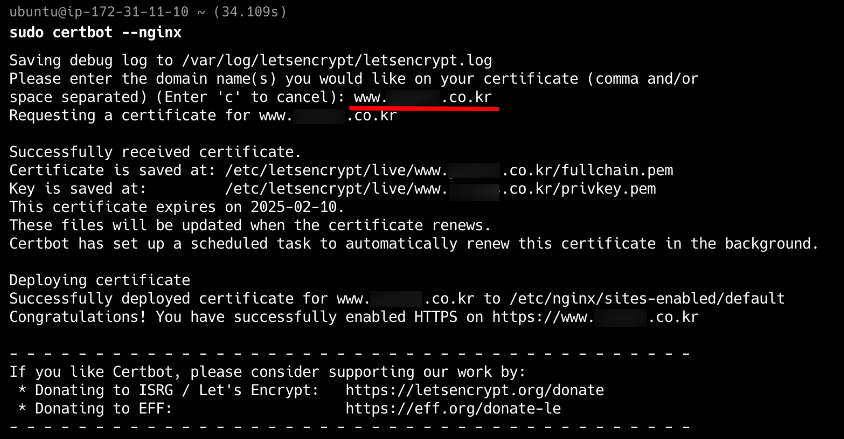 ubuntu@ip-172-31-11-10 ~ (34.109s)
sudo certbot --nginx
Saving debug log to /var/log/letsencrypt/letsencrypt.log
Please enter the domain name(s) you would like on your certificate (comma and/or
space separated) (Enter 'c' to cancel): www. .co.kr
Requesting a certificate for www. .co.kr
Successfully received certificate.
Certificate is saved at: /etc/letsencrypt/live/www. .co.kr/fullchain.pem
Key is saved at: /etc/letsencrypt/live/www. .co.kr/privkey.pem
This certificate expires on 2025-02-10.
These files will be updated when the certificate renews.
Certbot has set up a scheduled task to automatically renew this certificate in the background.
Deploying certificate
Successfully deployed certificate for www. .co.kr to /etc/nginx/sites-enabled/default
Congratulations! You have successfully enabled HTTPS on https://www. .co.kr
- - - - - - - - - - - - - - - - - - - - - - - - - - - - - - - - - - - - - - - -
If you like Certbot, please consider supporting our work by:
* Donating to ISRG / Let's Encrypt: https://letsencrypt.org/donate
* Donating to EFF: https://eff.org/donate-le
- - - - - - - - - - - - - - - - - - - - - - - - - - - - - - - - - - - - - - - -